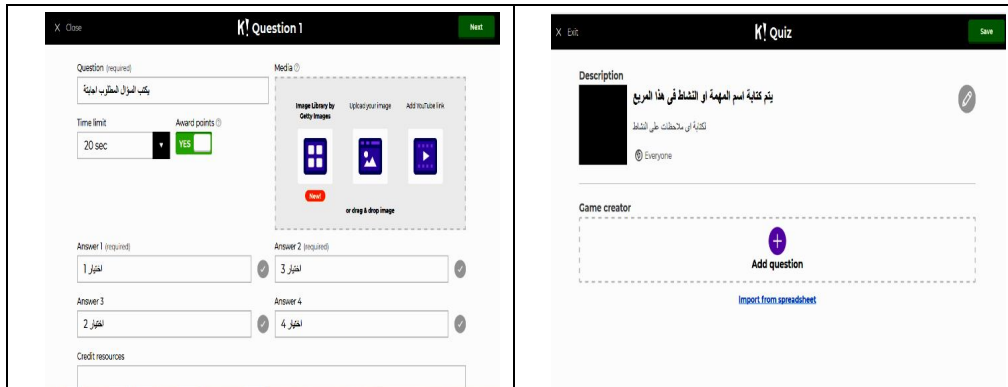 X Close
K! Question 1
Next
Question (required)
يكتب السؤال المطلوب اجابتة
Time limit
Award points
20 sec
YES
Media
Image Library by
Getty Images
Upload your image
Add YouTube link
New!
or drag & drop image
Answer 1 (required)
اختيار 1
Answer 2 (required)
اختيار 3
Answer 3
اختيار 2
Answer 4
اختيار 4
Credit resources
X Exit
K! Quiz
Save
Description
يتم كتابة اسم المهمة او النشاط في هذا المربع
لكتابة اى ملاحظات على النشاط
Everyone
Game creator
Add question
Import from spreadsheet